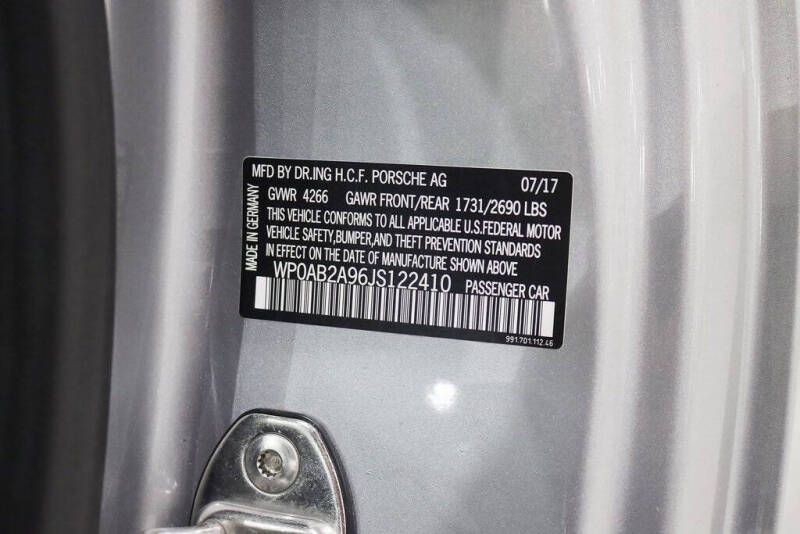 MFD BY DR.ING H.C.F. PORSCHE AG 07/17
GVWR 4266 GAWR FRONT/REAR 1731/2690 LBS
THIS VEHICLE CONFORMS TO ALL APPLICABLE U.S.FEDERAL MOTOR
VEHICLE SAFETY,BUMPER,AND THEFT PREVENTION STANDARDS
IN EFFECT ON THE DATE OF MANUFACTURE SHOWN ABOVE
WP0AB2A96JS122410 PASSENGER CAR
991.701.112.46
MADE IN GERMANY